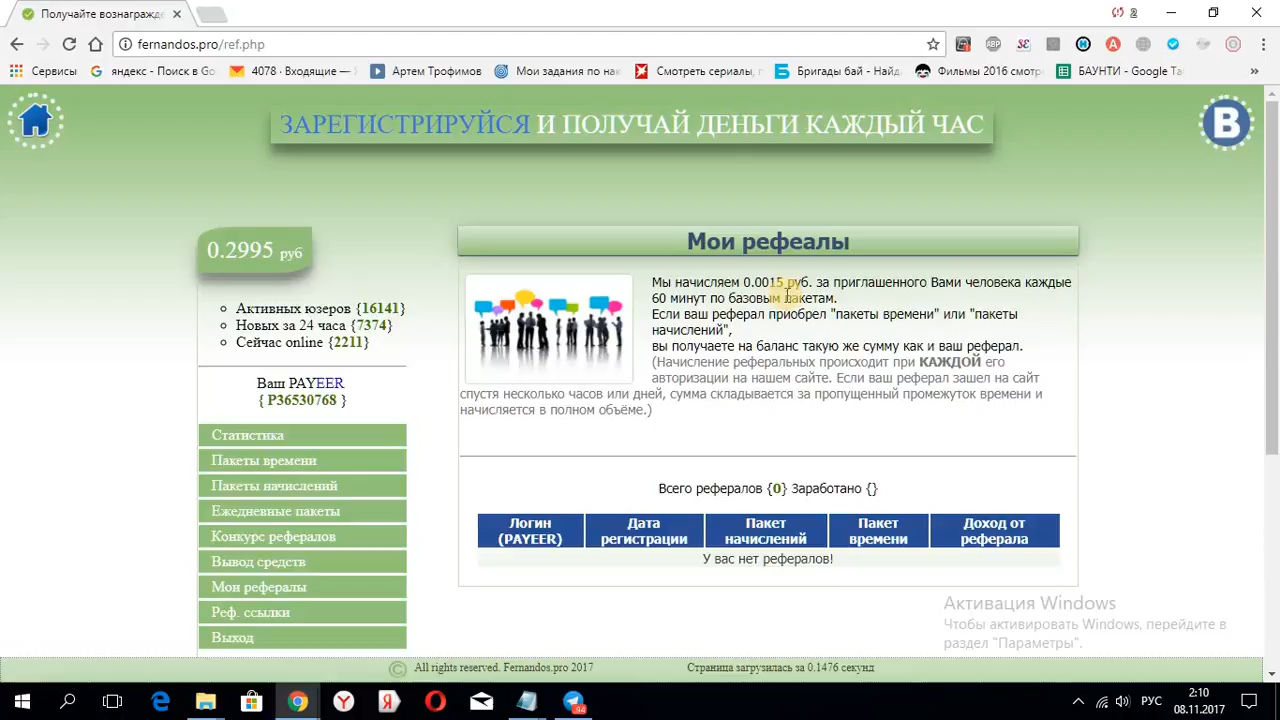 Получайте вознагражде
2
fernandos.pro/ref.php
ABP
Сервисы
яндекс - Поиск в Go
4078 - Входящие —
Артем Трофимов
Мои задания по нак
Смотреть сериалы,
Бригады бай - Найд
Фильмы 2016 смотр
БАУНТИ - Google Та
»
ЗАРЕГИСТРИРУЙСЯ И ПОЛУЧАЙ ДЕНЬГИ КАЖДЫЙ ЧАС
B
0.2995 руб
Активных юзеров {16141}
Новых за 24 часа {7374}
Сейчас online {2211}
Ваш PAYEER
{ P36530768 }
Статистика
Пакеты времени
Пакеты начислений
Ежедневные пакеты
Конкурс рефералов
Вывод средств
Мои рефералы
Реф. ссылки
Выход
Мои рефеалы
Мы начисляем 0.0015 руб. за приглашенного Вами человека каждые
60 минут по базовым пакетам.
Если ваш реферал приобрел "пакеты времени" или "пакеты
начислений",
вы получаете на баланс такую же сумму как и ваш реферал.
(Начисление реферальных происходит при КАЖДОЙ его
авторизации на нашем сайте. Если ваш реферал зашел на сайт
спустя несколько часов или дней, сумма складывается за пропущенный промежуток времени и
начисляется в полном объёме.)
Всего рефералов {0} Заработано {}
Логин (PAYEER)
Дата регистрации
Пакет начислений
Пакет времени
Доход от реферала
У вас нет рефералов!
Активация Windows
Чтобы активировать Windows, перейдите в
раздел "Параметры".
© All rights reserved. Fernandos.pro 2017
Страница загрузилась за 0.1476 секунд
94
РУС
2:10
08.11.2017